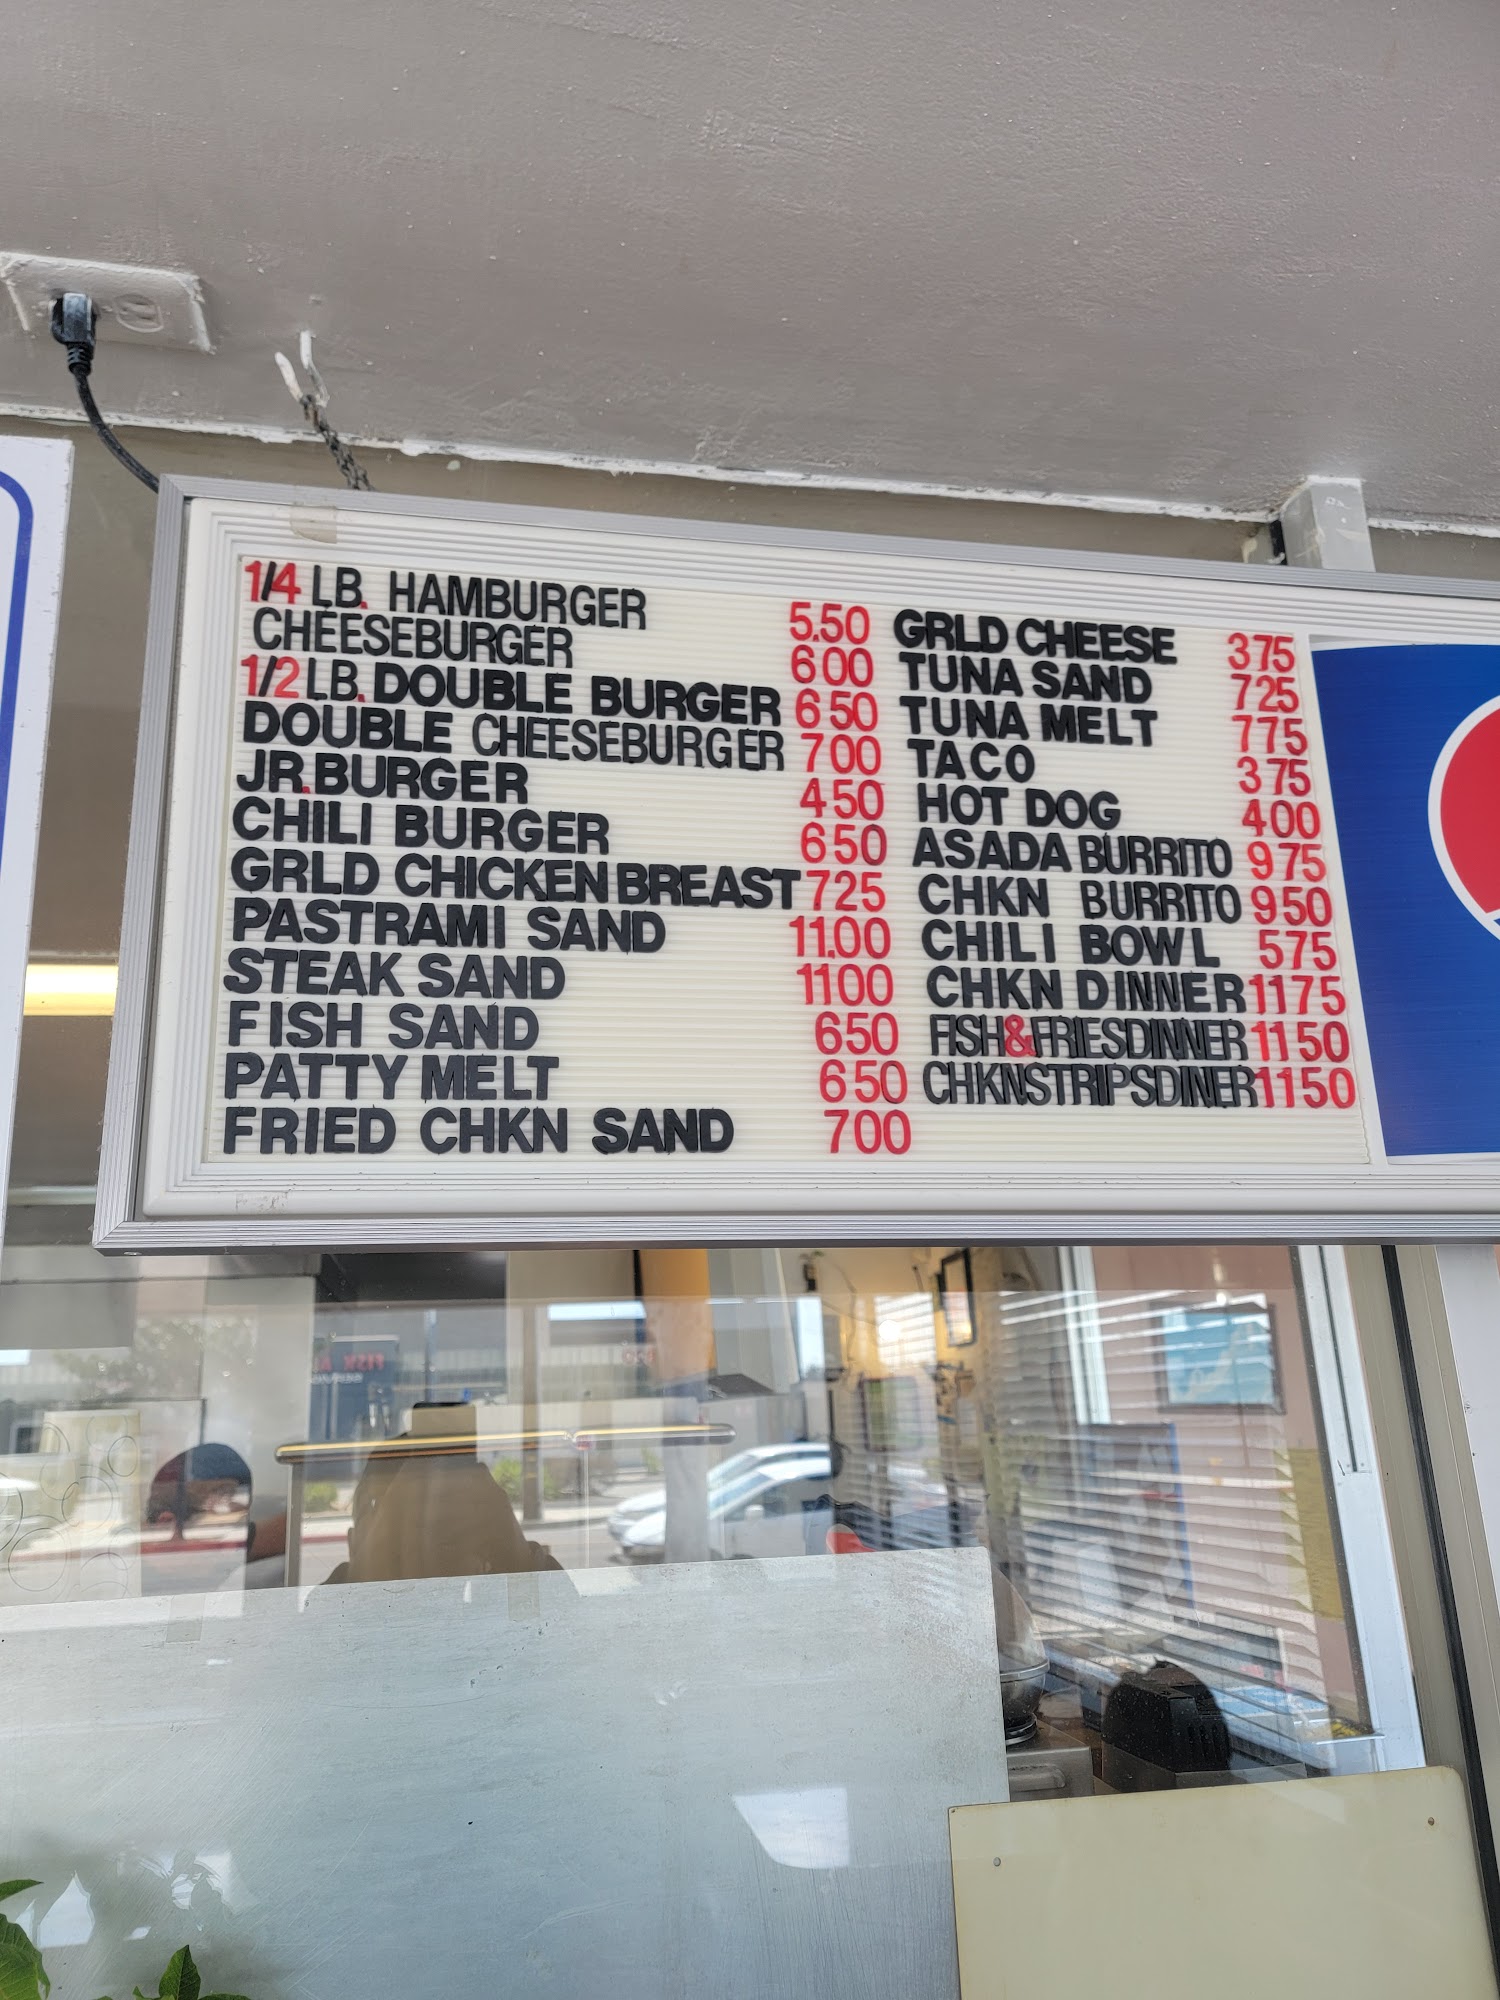 1/4 LB. HAMBURGER 5.50
CHEESEBURGER 600
1/2 LB. DOUBLE BURGER 650
DOUBLE CHEESEBURGER 700
JR. BURGER 450
CHILI BURGER 650
GRLD CHICKEN BREAST 725
PASTRAMI SAND 11.00
STEAK SAND 1100
FISH SAND 650
PATTY MELT 650
FRIED CHKN SAND 700
GRLD CHEESE 375
TUNA SAND 725
TUNA MELT 775
TACO 375
HOT DOG 400
ASADA BURRITO 975
CHKN BURRITO 950
CHILI BOWL 575
CHKN DINNER 1175
FISH&FRIESDINNER 1150
CHKNSTRIPSDINER 1150